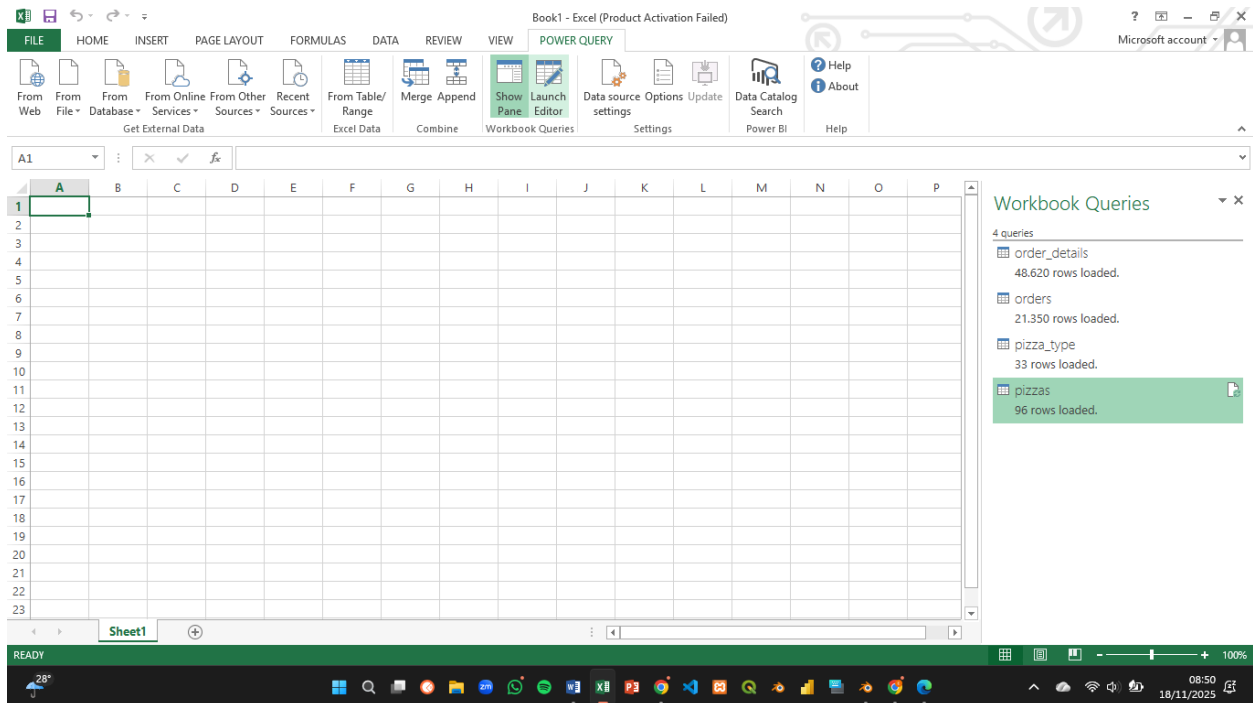 Book1 - Excel (Product Activation Failed)
?
FILE HOME INSERT PAGE LAYOUT FORMULAS DATA REVIEW VIEW POWER QUERY
Microsoft account
From Web
From File
From Database
From Online Services
From Other Sources
Recent Sources
Get External Data
From Table/ Range
Excel Data
Merge Append
Combine
Show Pane
Launch Editor
Workbook Queries
Data source settings
Options
Update
Settings
Data Catalog Search
Power BI
Help
About
Help
A1
fx
A B C D E F G H I J K L M N O P
1
2
3
4
5
6
7
8
9
10
11
12
13
14
15
16
17
18
19
20
21
22
23
Workbook Queries
4 queries
order_details
48.620 rows loaded.
orders
21.350 rows loaded.
pizza_type
33 rows loaded.
pizzas
96 rows loaded.
Sheet1
READY
100%
28°
zm
08:50
18/11/2025